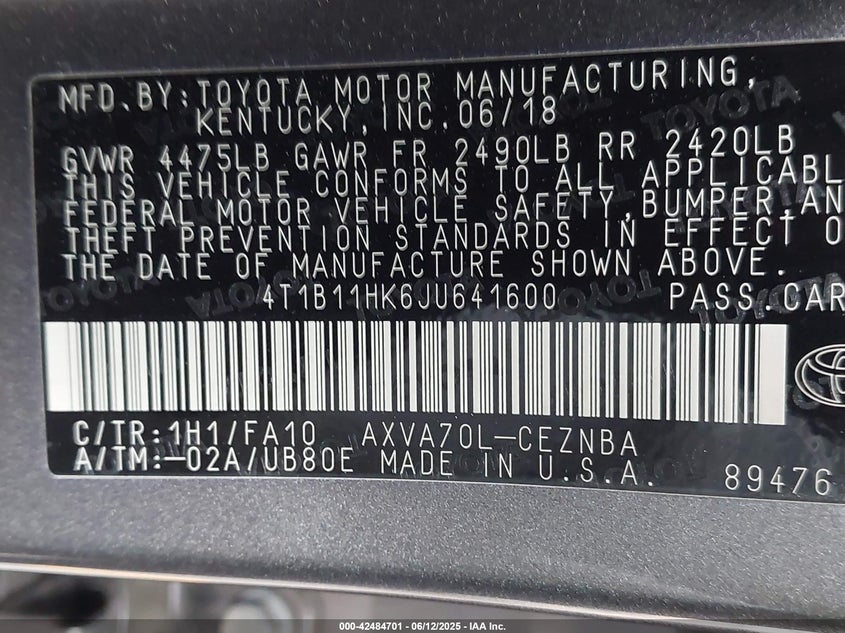 MFD.BY:TOYOTA MOTOR MANUFACTURING,
KENTUCKY,INC.06/18
GVWR 4475LB GAWR FR 2490LB RR 2420LB
THIS VEHICLE CONFORMS TO ALL APPLICABL
FEDERAL MOTOR VEHICLE SAFETY,BUMPER,AN
THEFT PREVENTION STANDARDS IN EFFECT O
THE DATE OF MANUFACTURE SHOWN ABOVE.
4T1B11HK6JU641600 PASS.CAR
C/TR:1H1/FA10 AXVA70L-CEZNBA
A/TM:-02A/UB80E MADE IN U.S.A.
89476
000-42484701 - 06/12/2025 - IAA Inc.